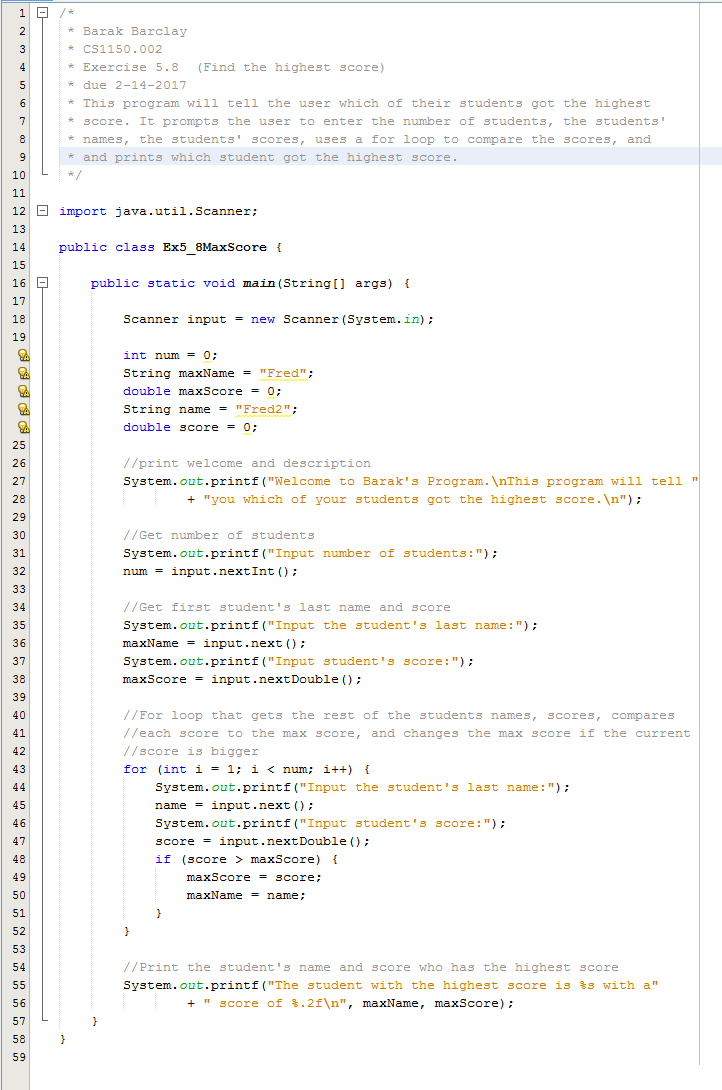 1 /*
2  * Barak Barclay
3  * CS1150.002
4  * Exercise 5.8  (Find the highest score)
5  * due 2-14-2017
6  * This program will tell the user which of their students got the highest
7  * score. It prompts the user to enter the number of students, the students'
8  * names, the students' scores, uses a for loop to compare the scores, and
9  * and prints which student got the highest score.
10  */
11
12 import java.util.Scanner;
13
14 public class Ex5_8MaxScore {
15
16     public static void main(String[] args) {
17
18         Scanner input = new Scanner(System.in);
19
        int num = 0;
        String maxName = "Fred";
        double maxScore = 0;
        String name = "Fred2";
        double score = 0;
25
26         //print welcome and description
27         System.out.printf("Welcome to Barak's Program.\nThis program will tell "
28                 + "you which of your students got the highest score.\n");
29
30         //Get number of students
31         System.out.printf("Input number of students:");
32         num = input.nextInt();
33
34         //Get first student's last name and score
35         System.out.printf("Input the student's last name:");
36         maxName = input.next();
37         System.out.printf("Input student's score:");
38         maxScore = input.nextDouble();
39
40         //For loop that gets the rest of the students names, scores, compares
41         //each score to the max score, and changes the max score if the current
42         //score is bigger
43         for (int i = 1; i < num; i++) {
44             System.out.printf("Input the student's last name:");
45             name = input.next();
46             System.out.printf("Input student's score:");
47             score = input.nextDouble();
48             if (score > maxScore) {
49                 maxScore = score;
50                 maxName = name;
51             }
52         }
53
54         //Print the student's name and score who has the highest score
55         System.out.printf("The student with the highest score is %s with a"
56                 + " score of %.2f\n", maxName, maxScore);
57     }
58 }
59